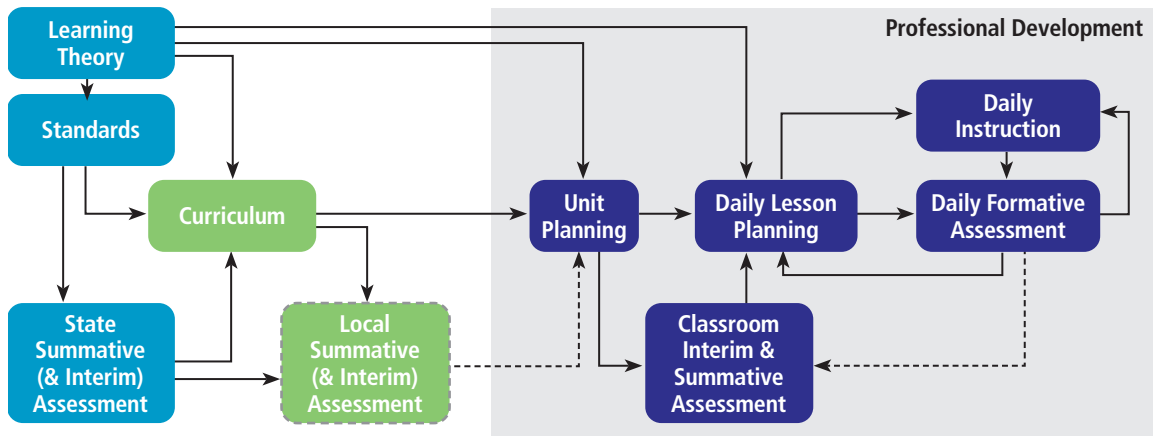 Learning
Theory
Professional Development
Standards
Daily
Instruction
Curriculum
Unit
Planning
Daily Lesson
Planning
Daily Formative
Assessment
State
Summative
(& Interim)
Assessment
Local
Summative
(& Interim)
Assessment
Classroom
Interim &
Summative
Assessment